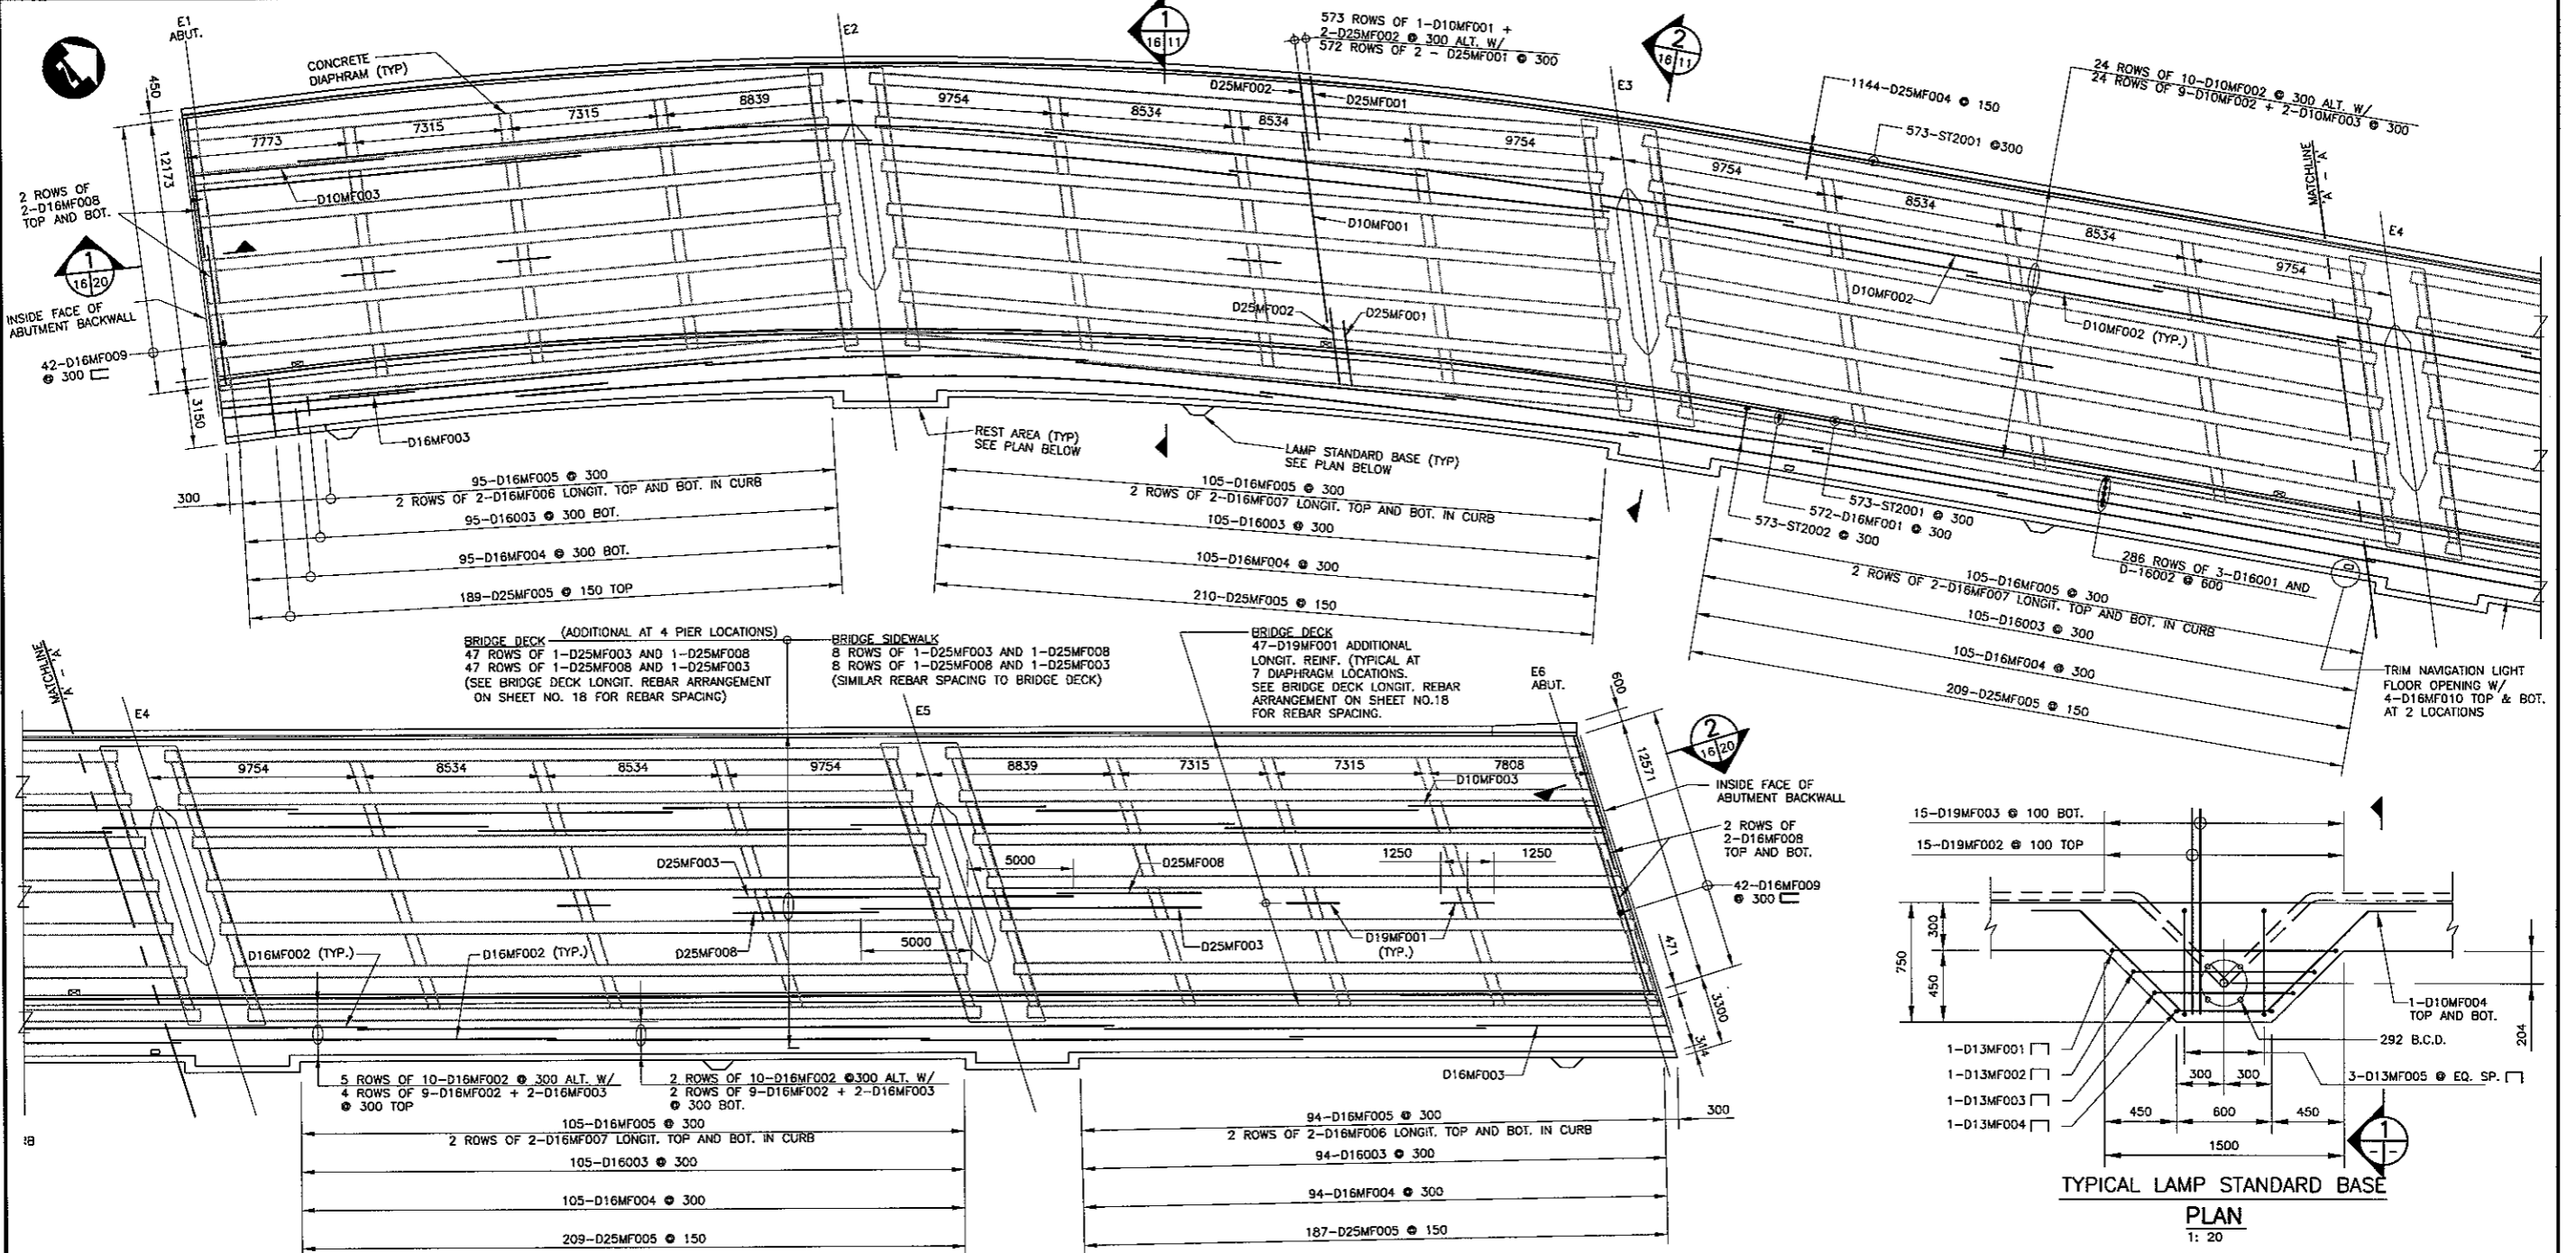 E1
ABUT.
E2
E3
E4
CONCRETE
DIAPHRAM (TYP)
450
12173
3150
7773
7315
7315
8839
9754
8534
8534
9754
9754
8534
8534
9754
1
16 11
2
16 11
573 ROWS OF 1-D10MF001 +
2-D25MF002 @ 300 ALT. W/
572 ROWS OF 2 - D25MF001 @ 300
D25MF002
D25MF001
1144-D25MF004 @ 150
573-ST2001 @300
24 ROWS OF 10-D10MF002 @ 300 ALT. W/
24 ROWS OF 9-D10MF002 + 2-D10MF003 @ 300
MATCHLINE
'A' - 'A'
2 ROWS OF
2-D16MF008
TOP AND BOT.
D10MF003
D10MF001
1
16 20
INSIDE FACE OF
ABUTMENT BACKWALL
42-D16MF009
@ 300
D25MF002
D25MF001
D10MF002
D10MF002 (TYP.)
D16MF003
REST AREA (TYP)
SEE PLAN BELOW
LAMP STANDARD BASE (TYP)
SEE PLAN BELOW
300
95-D16MF005 @ 300
2 ROWS OF 2-D16MF006 LONGIT. TOP AND BOT. IN CURB
95-D16003 @ 300 BOT.
95-D16MF004 @ 300 BOT.
189-D25MF005 @ 150 TOP
105-D16MF005 @ 300
2 ROWS OF 2-D16MF007 LONGIT. TOP AND BOT. IN CURB
105-D16003 @ 300
105-D16MF004 @ 300
210-D25MF005 @ 150
573-ST2001 @ 300
572-D16MF001 @ 300
573-ST2002 @ 300
286 ROWS OF 3-D16001 AND
D-16002 @ 600
105-D16MF005 @ 300
2 ROWS OF 2-D16MF007 LONGIT. TOP AND BOT. IN CURB
105-D16003 @ 300
105-D16MF004 @ 300
209-D25MF005 @ 150
TRIM NAVIGATION LIGHT
FLOOR OPENING W/
4-D16MF010 TOP & BOT.
AT 2 LOCATIONS
MATCHLINE
'A' - 'A'
BRIDGE DECK (ADDITIONAL AT 4 PIER LOCATIONS)
47 ROWS OF 1-D25MF003 AND 1-D25MF008
47 ROWS OF 1-D25MF008 AND 1-D25MF003
(SEE BRIDGE DECK LONGIT. REBAR ARRANGEMENT
ON SHEET NO. 18 FOR REBAR SPACING)
BRIDGE SIDEWALK
8 ROWS OF 1-D25MF003 AND 1-D25MF008
8 ROWS OF 1-D25MF008 AND 1-D25MF003
(SIMILAR REBAR SPACING TO BRIDGE DECK)
BRIDGE DECK
47-D19MF001 ADDITIONAL
LONGIT. REINF. (TYPICAL AT
7 DIAPHRAGM LOCATIONS.
SEE BRIDGE DECK LONGIT. REBAR
ARRANGEMENT ON SHEET NO.18
FOR REBAR SPACING.
E4
E5
E6
ABUT.
600
12571
471
3300
314
2
16 20
9754
8534
8534
9754
8839
7315
7315
7808
D10MF003
INSIDE FACE OF
ABUTMENT BACKWALL
2 ROWS OF
2-D16MF008
TOP AND BOT.
42-D16MF009
@ 300
D25MF003
5000
D25MF008
1250
1250
D16MF002 (TYP.)
D16MF002 (TYP.)
D25MF008
5000
D25MF003
D19MF001
(TYP.)
D16MF003
5 ROWS OF 10-D16MF002 @ 300 ALT. W/
4 ROWS OF 9-D16MF002 + 2-D16MF003
@ 300 TOP
2 ROWS OF 10-D16MF002 @300 ALT. W/
2 ROWS OF 9-D16MF002 + 2-D16MF003
@ 300 BOT.
105-D16MF005 @ 300
2 ROWS OF 2-D16MF007 LONGIT. TOP AND BOT. IN CURB
105-D16003 @ 300
105-D16MF004 @ 300
209-D25MF005 @ 150
94-D16MF005 @ 300
2 ROWS OF 2-D16MF006 LONGIT. TOP AND BOT. IN CURB
94-D16003 @ 300
94-D16MF004 @ 300
187-D25MF005 @ 150
300
15-D19MF003 @ 100 BOT.
15-D19MF002 @ 100 TOP
750
300
450
204
1-D10MF004
TOP AND BOT.
292 B.C.D.
1-D13MF001
1-D13MF002
1-D13MF003
1-D13MF004
3-D13MF005 @ EQ. SP.
300
300
450
600
450
1500
1
TYPICAL LAMP STANDARD BASE
PLAN
1: 20